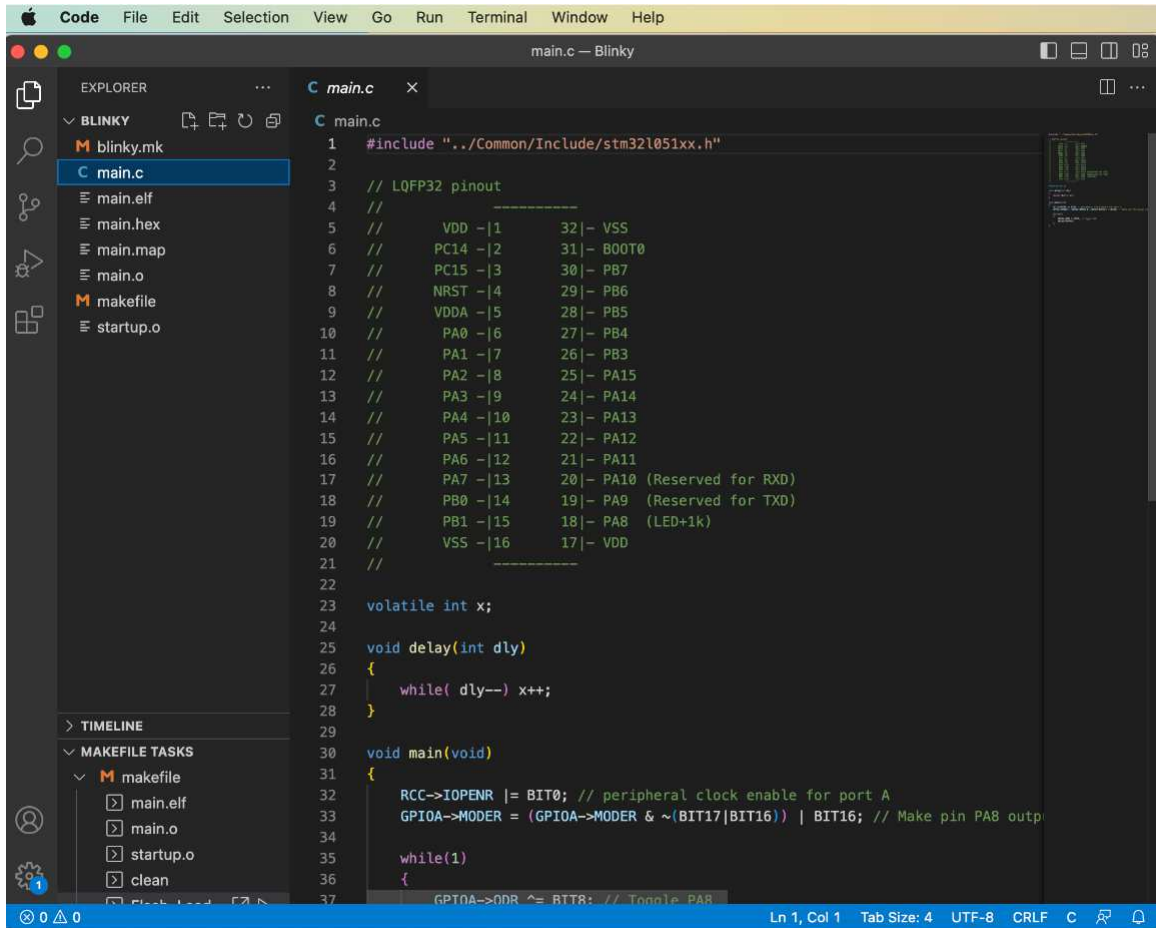 Code File Edit Selection View Go Run Terminal Window Help
main.c — Blinky
EXPLORER
BLINKY
blinky.mk
main.c
main.elf
main.hex
main.map
main.o
makefile
startup.o
TIMELINE
MAKEFILE TASKS
makefile
main.elf
main.o
startup.o
clean
C main.c
C main.c
1 #include "../Common/Include/stm32l051xx.h"
2
3 // LQFP32 pinout
4 // ----------
5 // VDD -|1 32|- VSS
6 // PC14 -|2 31|- BOOT0
7 // PC15 -|3 30|- PB7
8 // NRST -|4 29|- PB6
9 // VDDA -|5 28|- PB5
10 // PA0 -|6 27|- PB4
11 // PA1 -|7 26|- PB3
12 // PA2 -|8 25|- PA15
13 // PA3 -|9 24|- PA14
14 // PA4 -|10 23|- PA13
15 // PA5 -|11 22|- PA12
16 // PA6 -|12 21|- PA11
17 // PA7 -|13 20|- PA10 (Reserved for RXD)
18 // PB0 -|14 19|- PA9 (Reserved for TXD)
19 // PB1 -|15 18|- PA8 (LED+1k)
20 // VSS -|16 17|- VDD
21 // ----------
22
23 volatile int x;
24
25 void delay(int dly)
26 {
27 while( dly--) x++;
28 }
29
30 void main(void)
31 {
32 RCC->IOPENR |= BIT0; // peripheral clock enable for port A
33 GPIOA->MODER = (GPIOA->MODER & ~(BIT17|BIT16)) | BIT16; // Make pin PA8 outp
34
35 while(1)
36 {
37 GPIOA->ODR ^= BIT8; // Toggle PA8
1
0 0
Ln 1, Col 1 Tab Size: 4 UTF-8 CRLF C